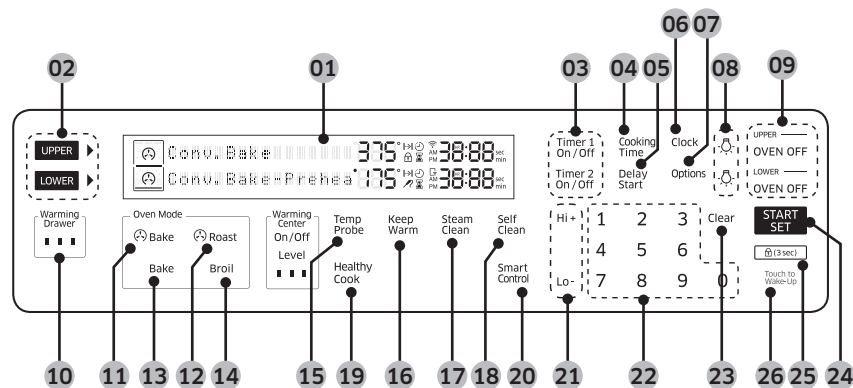 06 07
02 01 03 04 05 08 09
UPPER
LOWER
Conv. Bake 375° AM PM 38:88 sec min
Conv. Bake-Prehea 175° AM PM 38:88 sec min
Timer 1
On / Off
Timer 2
On / Off
Cooking
Time
Delay
Start
Clock
Options
UPPER
OVEN OFF
LOWER
OVEN OFF
Warming
Drawer
Oven Mode
Bake
Roast
Bake
Broil
Warming
Center
On/Off
Level
Temp
Probe
Healthy
Cook
Keep
Warm
Steam
Clean
Self
Clean
Smart
Control
Hi +
Lo -
1 2 3
4 5 6
7 8 9 0
Clear
START
SET
(3 sec)
Touch to
Wake-Up
10 11 13 12 14 15 19 16 17 18 20 21 22 23 26 25 24